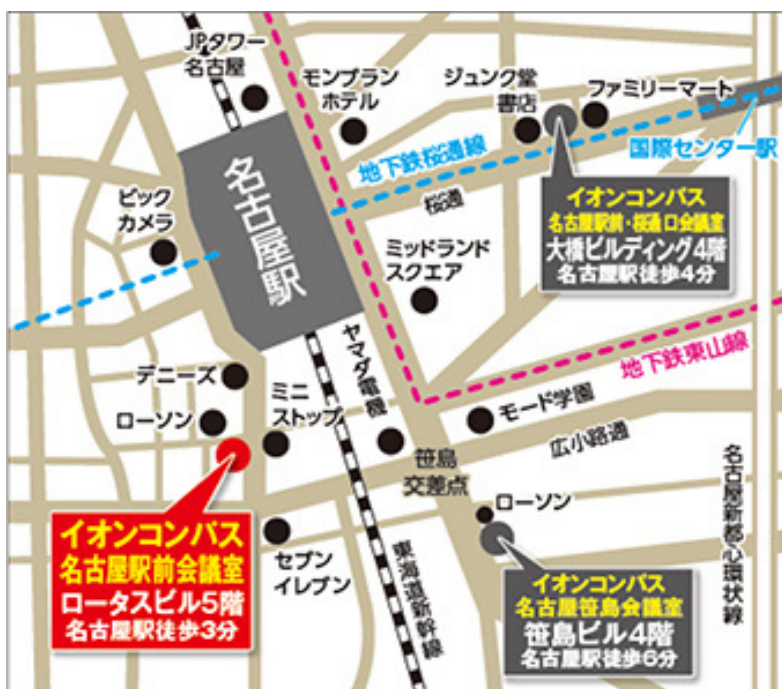 JPタワー
名古屋
モンブラン
ホテル
ジュンク堂
書店
ファミリーマート
地下鉄桜通線
国際センター駅
桜通
ビック
カメラ
名古屋駅
イオンコンパス
名古屋駅前・桜通口会議室
大橋ビルディング4階
名古屋駅徒歩4分
ミッドランド
スクエア
ヤマダ電機
地下鉄東山線
デニーズ
ミニ
ストップ
ローソン
モード学園
広小路通
笹島
交差点
名古屋新都心環状線
ローソン
イオンコンパス
名古屋駅前会議室
ロータスビル5階
名古屋駅徒歩3分
セブン
イレブン
東海道新幹線
イオンコンパス
名古屋笹島会議室
笹島ビル4階
名古屋駅徒歩6分